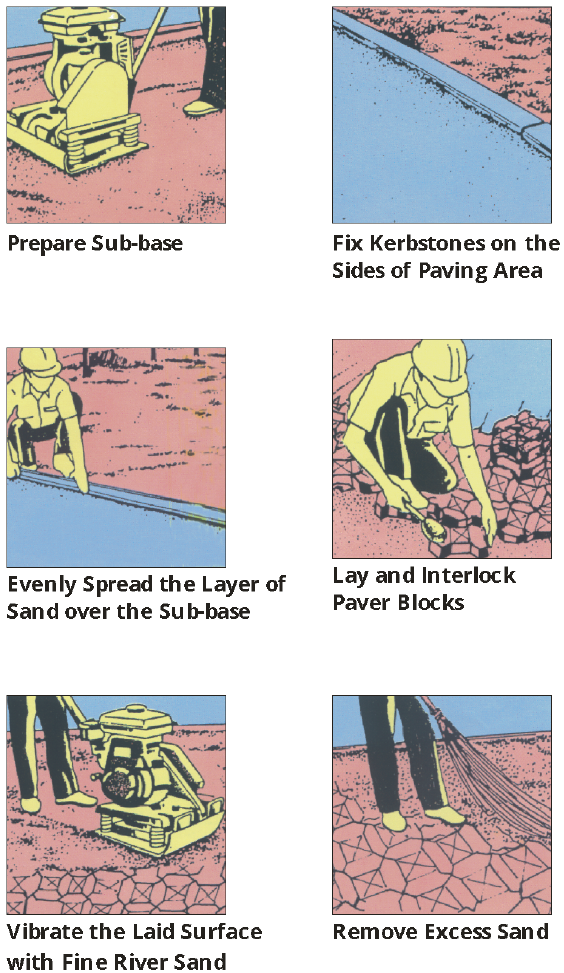 Prepare Sub-base
Fix Kerbstones on the
Sides of Paving Area
Evenly Spread the Layer of
Sand over the Sub-base
Lay and Interlock
Paver Blocks
Vibrate the Laid Surface
with Fine River Sand
Remove Excess Sand